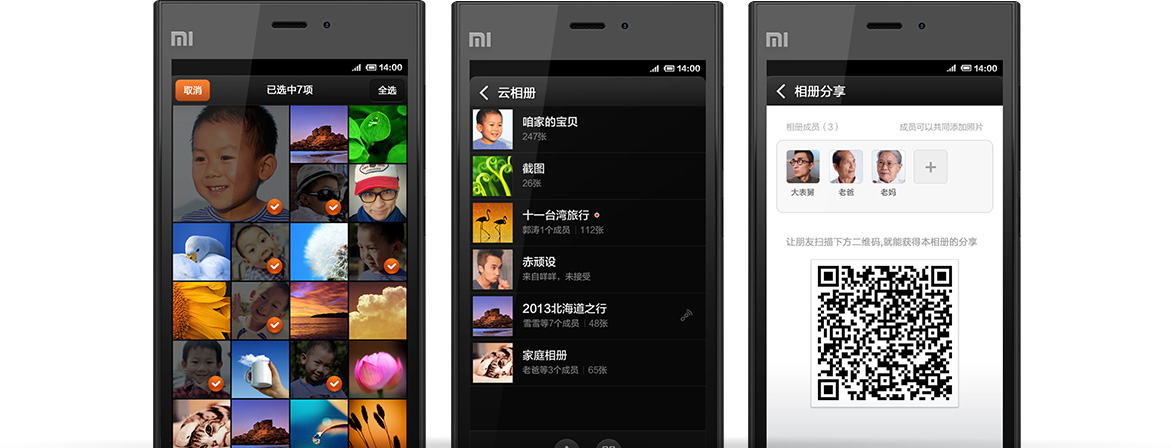 MI
14:00
取消
已选中7项
全选
MI
14:00
云相册
咱家的宝贝
247张
截图
26张
十一台湾旅行
郭涛1个成员 | 112张
赤顽设
来自咩咩，未接受
2013北海道之行
雪雪等7个成员 | 48张
家庭相册
老爸等3个成员 | 65张
MI
14:00
相册分享
相册成员（3） 成员可以共同添加照片
大表舅 老爸 老妈
让朋友扫描下方二维码,就能获得本相册的分享